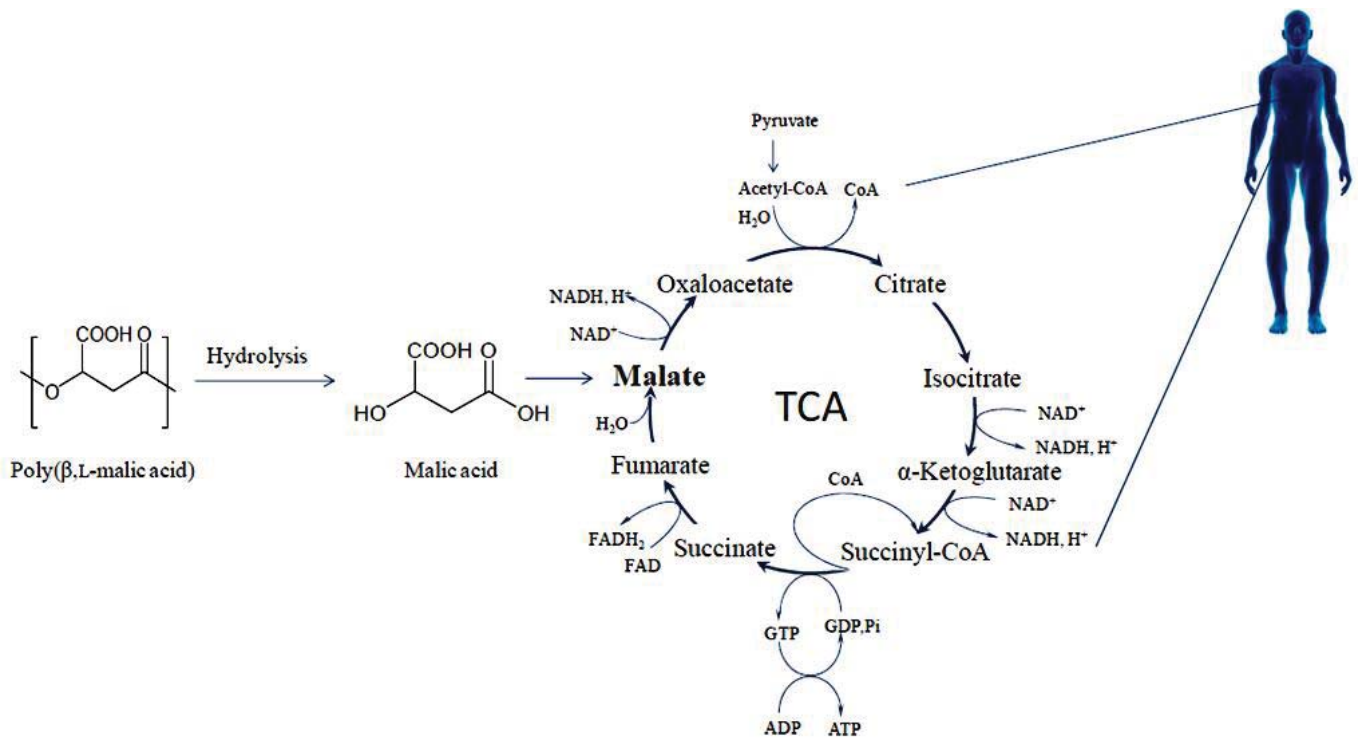 Pyruvate
Acetyl-CoA CoA
H₂O
Oxaloacetate Citrate
NADH, H⁺
NAD⁺
COOH O
O
Hydrolysis
COOH O
HO OH
Malate
TCA
Isocitrate
NAD⁺
NADH, H⁺
H₂O
Poly(β,L-malic acid)
Malic acid
Fumarate
α-Ketoglutarate
CoA
NAD⁺
NADH, H⁺
FADH₂
FAD
Succinate
Succinyl-CoA
GTP GDP,Pi
ADP ATP